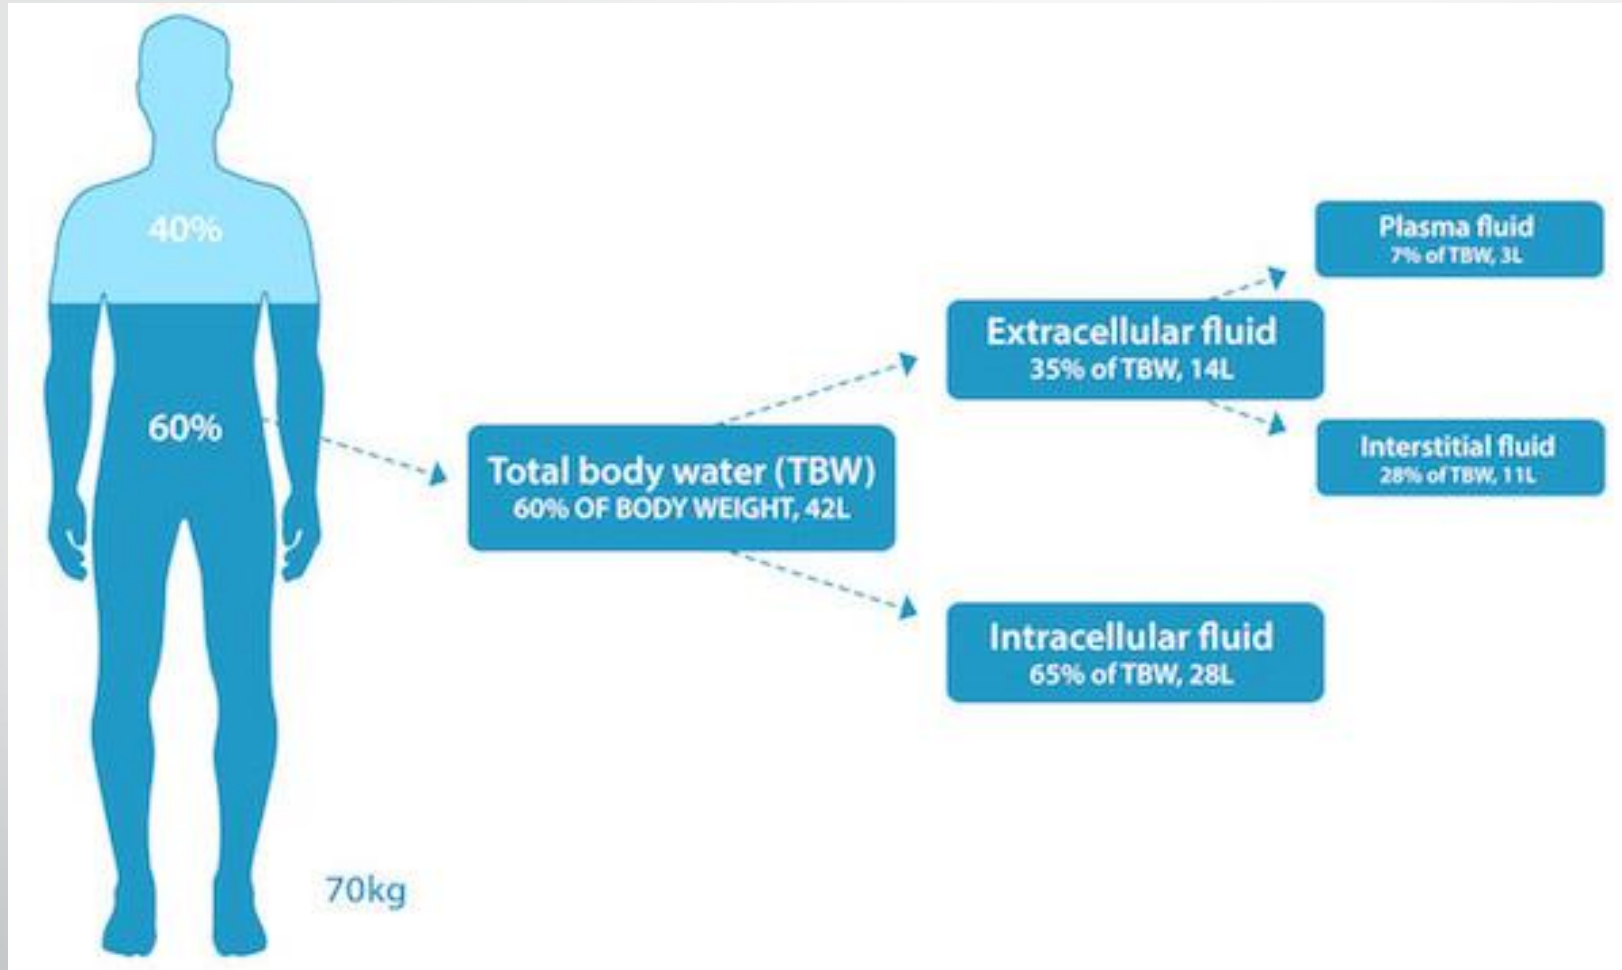 40%
60%
70kg
Total body water (TBW)
60% OF BODY WEIGHT, 42L
Extracellular fluid
35% of TBW, 14L
Intracellular fluid
65% of TBW, 28L
Plasma fluid
7% of TBW, 3L
Interstitial fluid
28% of TBW, 11L